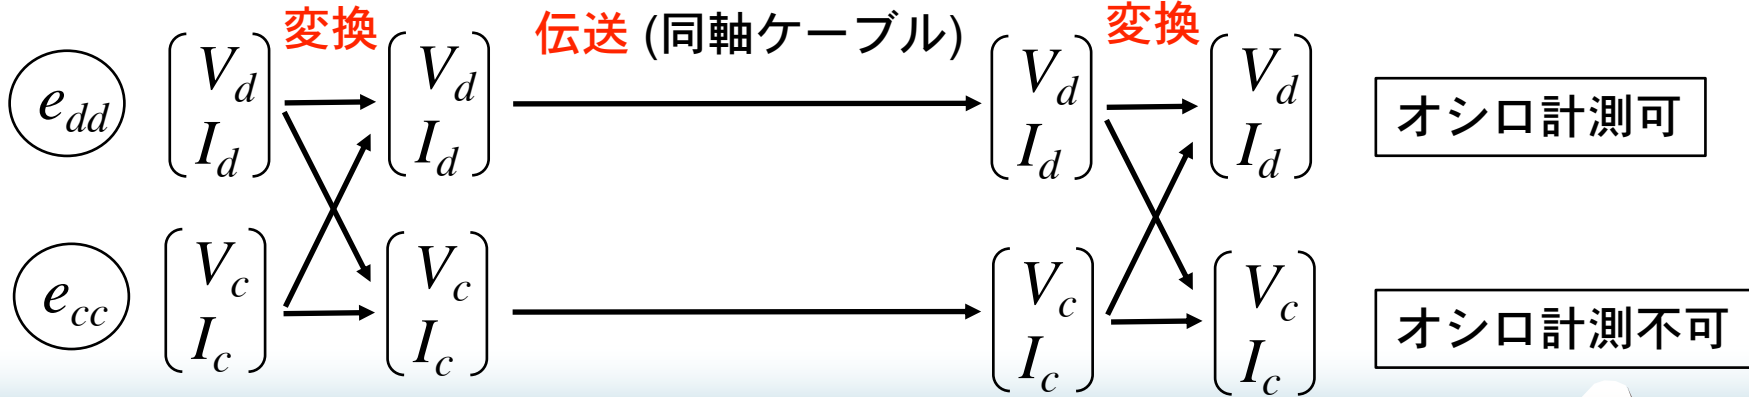 変換 伝送 (同軸ケーブル) 変換
e_dd V_d V_d V_d V_d オシロ計測可
I_d I_d I_d I_d
e_cc V_c V_c V_c V_c オシロ計測不可
I_c I_c I_c I_c